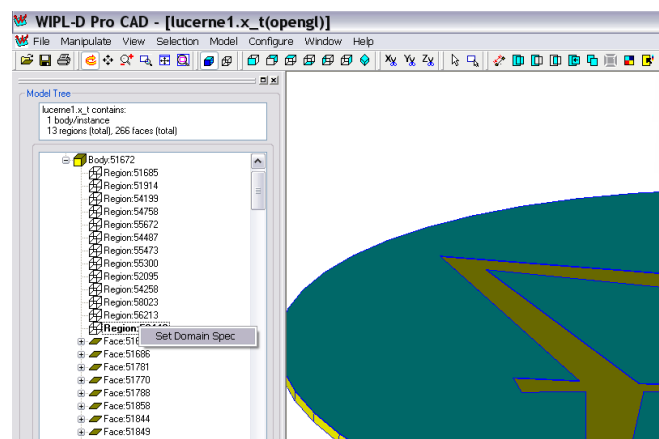 WIPL-D Pro CAD - [lucerne1.x_t(opengl)]
File Manipulate View Selection Model Configure Window Help
Model Tree
lucerne1.x_t contains:
1 body/instance
13 regions (total), 266 faces (total)
Body:51672
Region:51685
Region:51914
Region:54199
Region:54758
Region:55672
Region:54487
Region:55473
Region:55300
Region:52095
Region:54258
Region:58023
Region:56213
Set Domain Spec
Face:51686
Face:51781
Face:51770
Face:51788
Face:51858
Face:51844
Face:51849